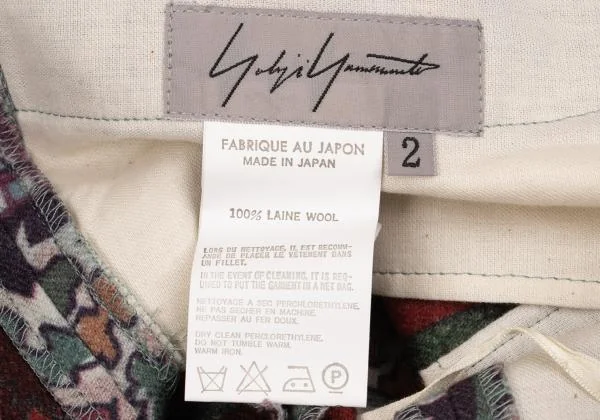 Yohji Yamamoto
2
FABRIQUE AU JAPON
MADE IN JAPAN
100% LAINE WOOL
LORS DU NETTOYAGE, IL EST RECOMM-
ANDE DE PLACER LE VETEMENT DANS
UN FILLET.
IN THE EVENT OF CLEANING, IT IS REQ-
UIRED TO PUT THE GARMENT IN A NET BAG.
NETTOYAGE A SEC PERCHLORETHYLENE.
NE PAS SECHER EN MACHINE.
REPASSER AU FER DOUX.
DRY CLEAN PERCLORETHYLENE.
DO NOT TUMBLE WARM.
WARM IRON.
P